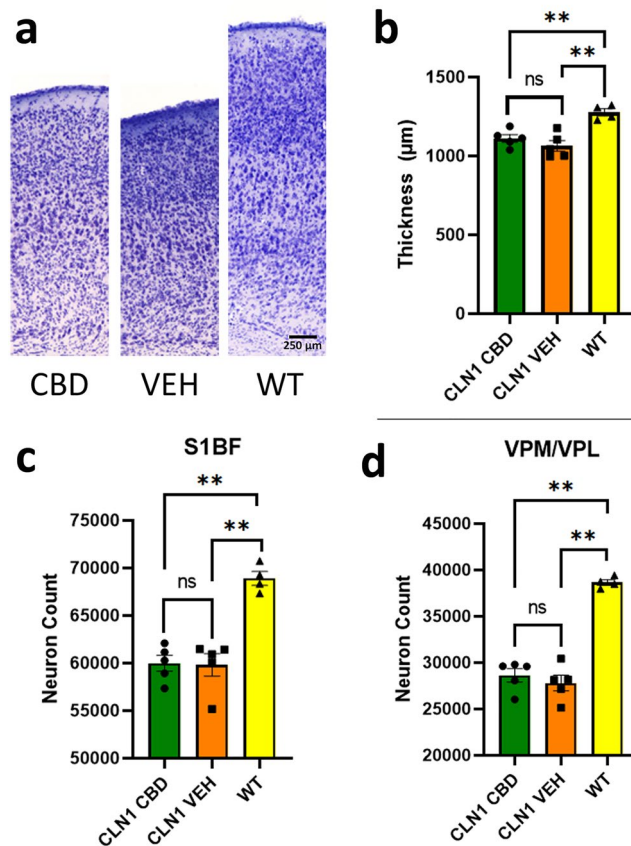 a
250 µm
CBD VEH WT
b
**
**
ns
1500
1000
500
0
Thickness (µm)
CLN1 CBD
CLN1 VEH
WT
c
S1BF
**
**
ns
75000
70000
65000
60000
55000
50000
Neuron Count
CLN1 CBD
CLN1 VEH
WT
d
VPM/VPL
**
**
ns
45000
40000
35000
30000
25000
20000
Neuron Count
CLN1 CBD
CLN1 VEH
WT